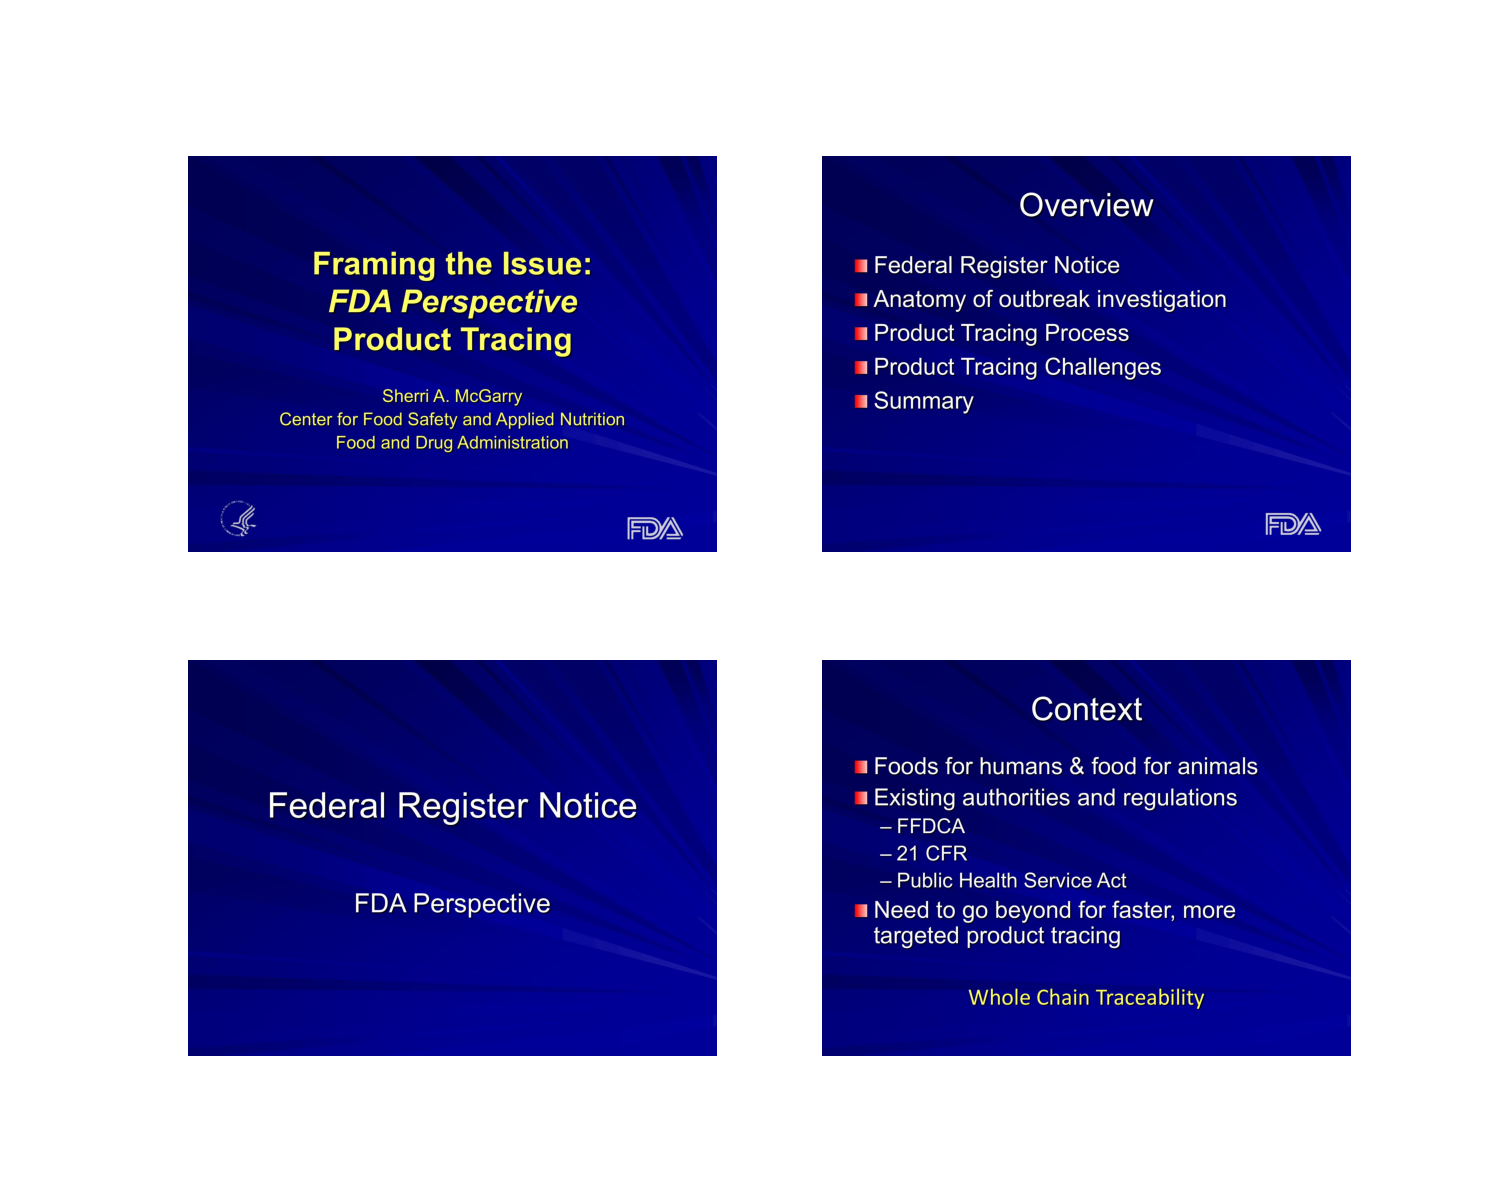 Framing the Issue:
FDA Perspective
Product Tracing
Sherri A. McGarry
Center for Food Safety and Applied Nutrition
Food and Drug Administration
FDA
Overview
Federal Register Notice
Anatomy of outbreak investigation
Product Tracing Process
Product Tracing Challenges
Summary
FDA
Federal Register Notice
FDA Perspective
Context
Foods for humans & food for animals
Existing authorities and regulations
– FFDCA
– 21 CFR
– Public Health Service Act
Need to go beyond for faster, more
targeted product tracing
Whole Chain Traceability